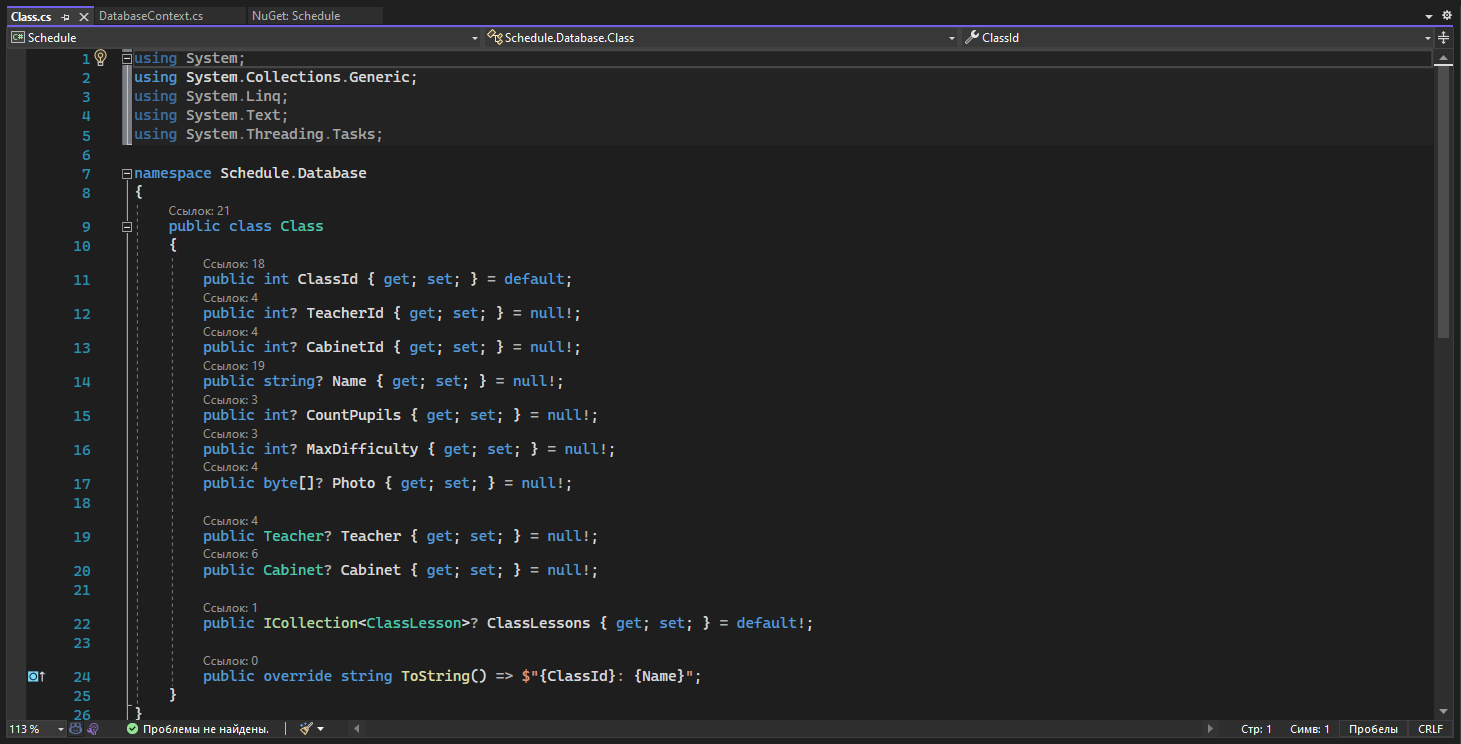 Class.cs
DatabaseContext.cs
NuGet: Schedule
C# Schedule
Schedule.Database.Class
ClassId
1 using System;
2 using System.Collections.Generic;
3 using System.Linq;
4 using System.Text;
5 using System.Threading.Tasks;
6
7 namespace Schedule.Database
8 {
Ссылок: 21
9 public class Class
10 {
Ссылок: 18
11 public int ClassId { get; set; } = default;
Ссылок: 4
12 public int? TeacherId { get; set; } = null!;
Ссылок: 4
13 public int? CabinetId { get; set; } = null!;
Ссылок: 19
14 public string? Name { get; set; } = null!;
Ссылок: 3
15 public int? CountPupils { get; set; } = null!;
Ссылок: 3
16 public int? MaxDifficulty { get; set; } = null!;
Ссылок: 4
17 public byte[]? Photo { get; set; } = null!;
18
Ссылок: 4
19 public Teacher? Teacher { get; set; } = null!;
Ссылок: 6
20 public Cabinet? Cabinet { get; set; } = null!;
21
Ссылок: 1
22 public ICollection<ClassLesson>? ClassLessons { get; set; } = default!;
23
Ссылок: 0
24 public override string ToString() => $"{ClassId}: {Name}";
25 }
26 }
113 %
Проблемы не найдены.
Стр: 1
Симв: 1
Пробелы
CRLF